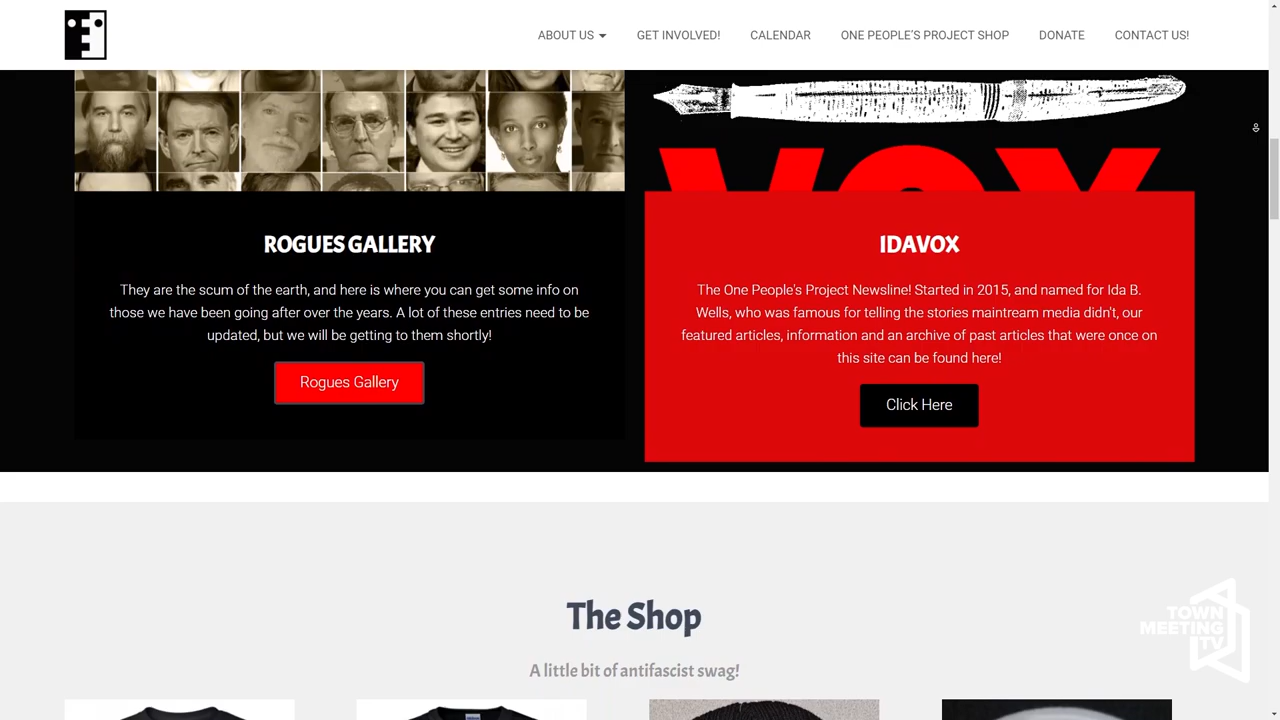 ABOUT US
GET INVOLVED!
CALENDAR
ONE PEOPLE'S PROJECT SHOP
DONATE
CONTACT US!
VOX
ROGUES GALLERY
They are the scum of the earth, and here is where you can get some info on
those we have been going after over the years. A lot of these entries need to be
updated, but we will be getting to them shortly!
Rogues Gallery
IDAVOX
The One People's Project Newsline! Started in 2015, and named for Ida B.
Wells, who was famous for telling the stories maintream media didn't, our
featured articles, information and an archive of past articles that were once on
this site can be found here!
Click Here
The Shop
A little bit of antifascist swag!
TOWN
MEETING
TV